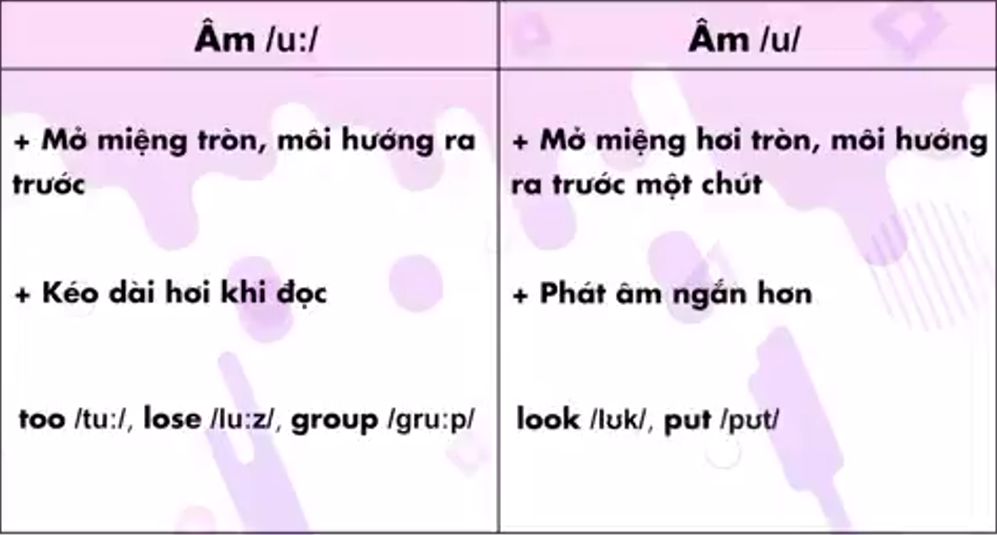 Âm /u:/
+ Mở miệng tròn, môi hướng ra
trước
+ Kéo dài hơi khi đọc
too /tu:/, lose /lu:z/, group /gru:p/
Âm /u/
+ Mở miệng hơi tròn, môi hướng
ra trước một chút
+ Phát âm ngắn hơn
look /lʊk/, put /pʊt/